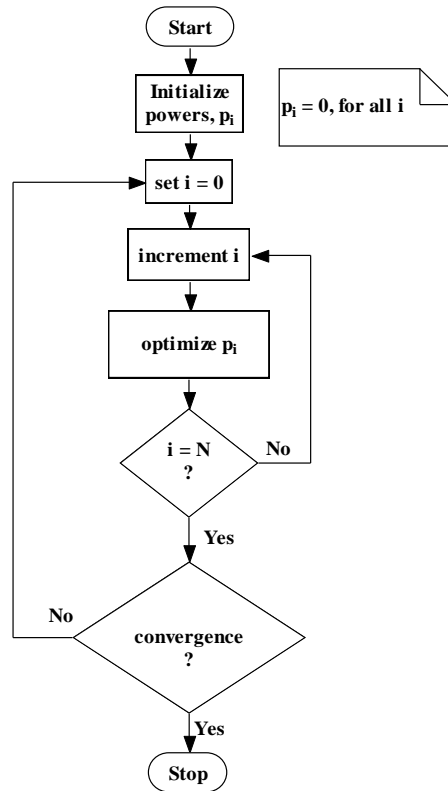 Start
Initialize
powers, pᵢ
pᵢ = 0, for all i
set i = 0
increment i
optimize pᵢ
i = N
?
No
Yes
No
convergence
?
Yes
Stop